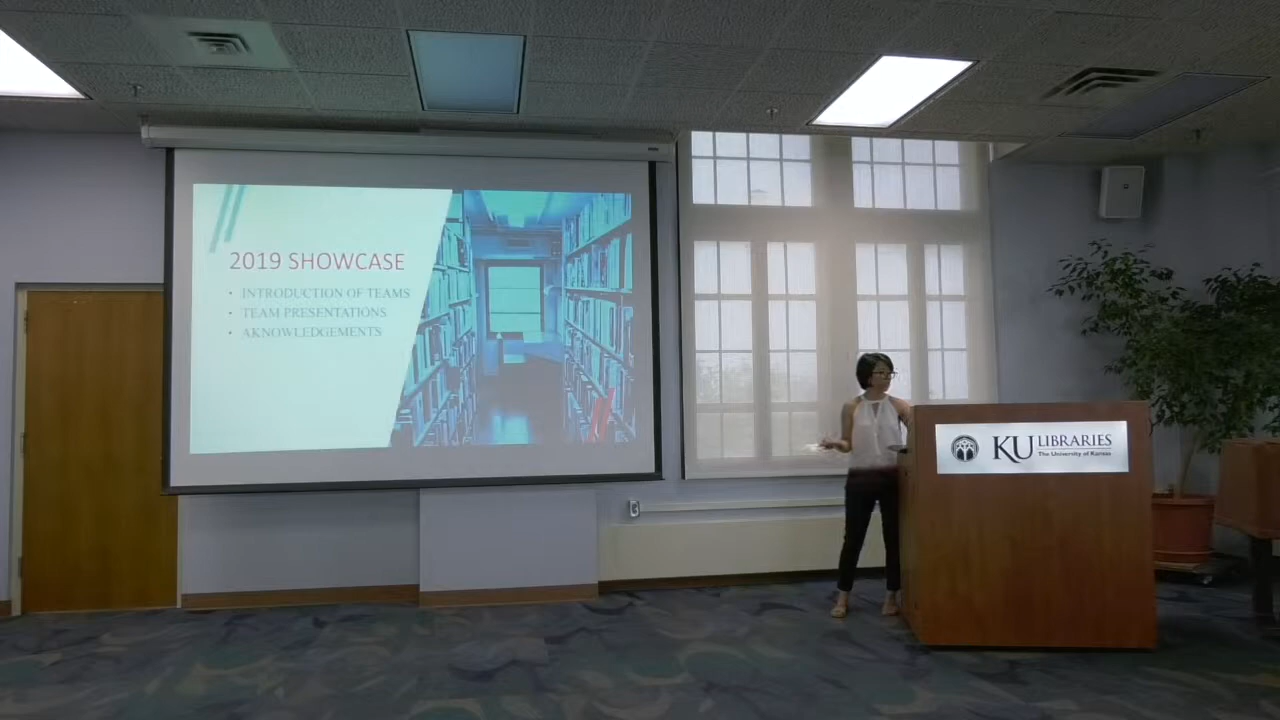 2019 SHOWCASE
• INTRODUCTION OF TEAMS
• TEAM PRESENTATIONS
• AKNOWLEDGEMENTS
KU LIBRARIES
The University of Kansas